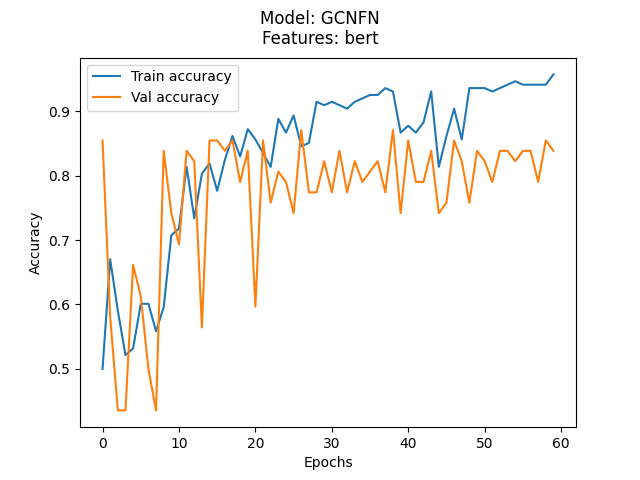 Model: GCNFN
Features: bert
Train accuracy
Val accuracy
0.9
0.8
0.7
0.6
0.5
Accuracy
0 10 20 30 40 50 60
Epochs